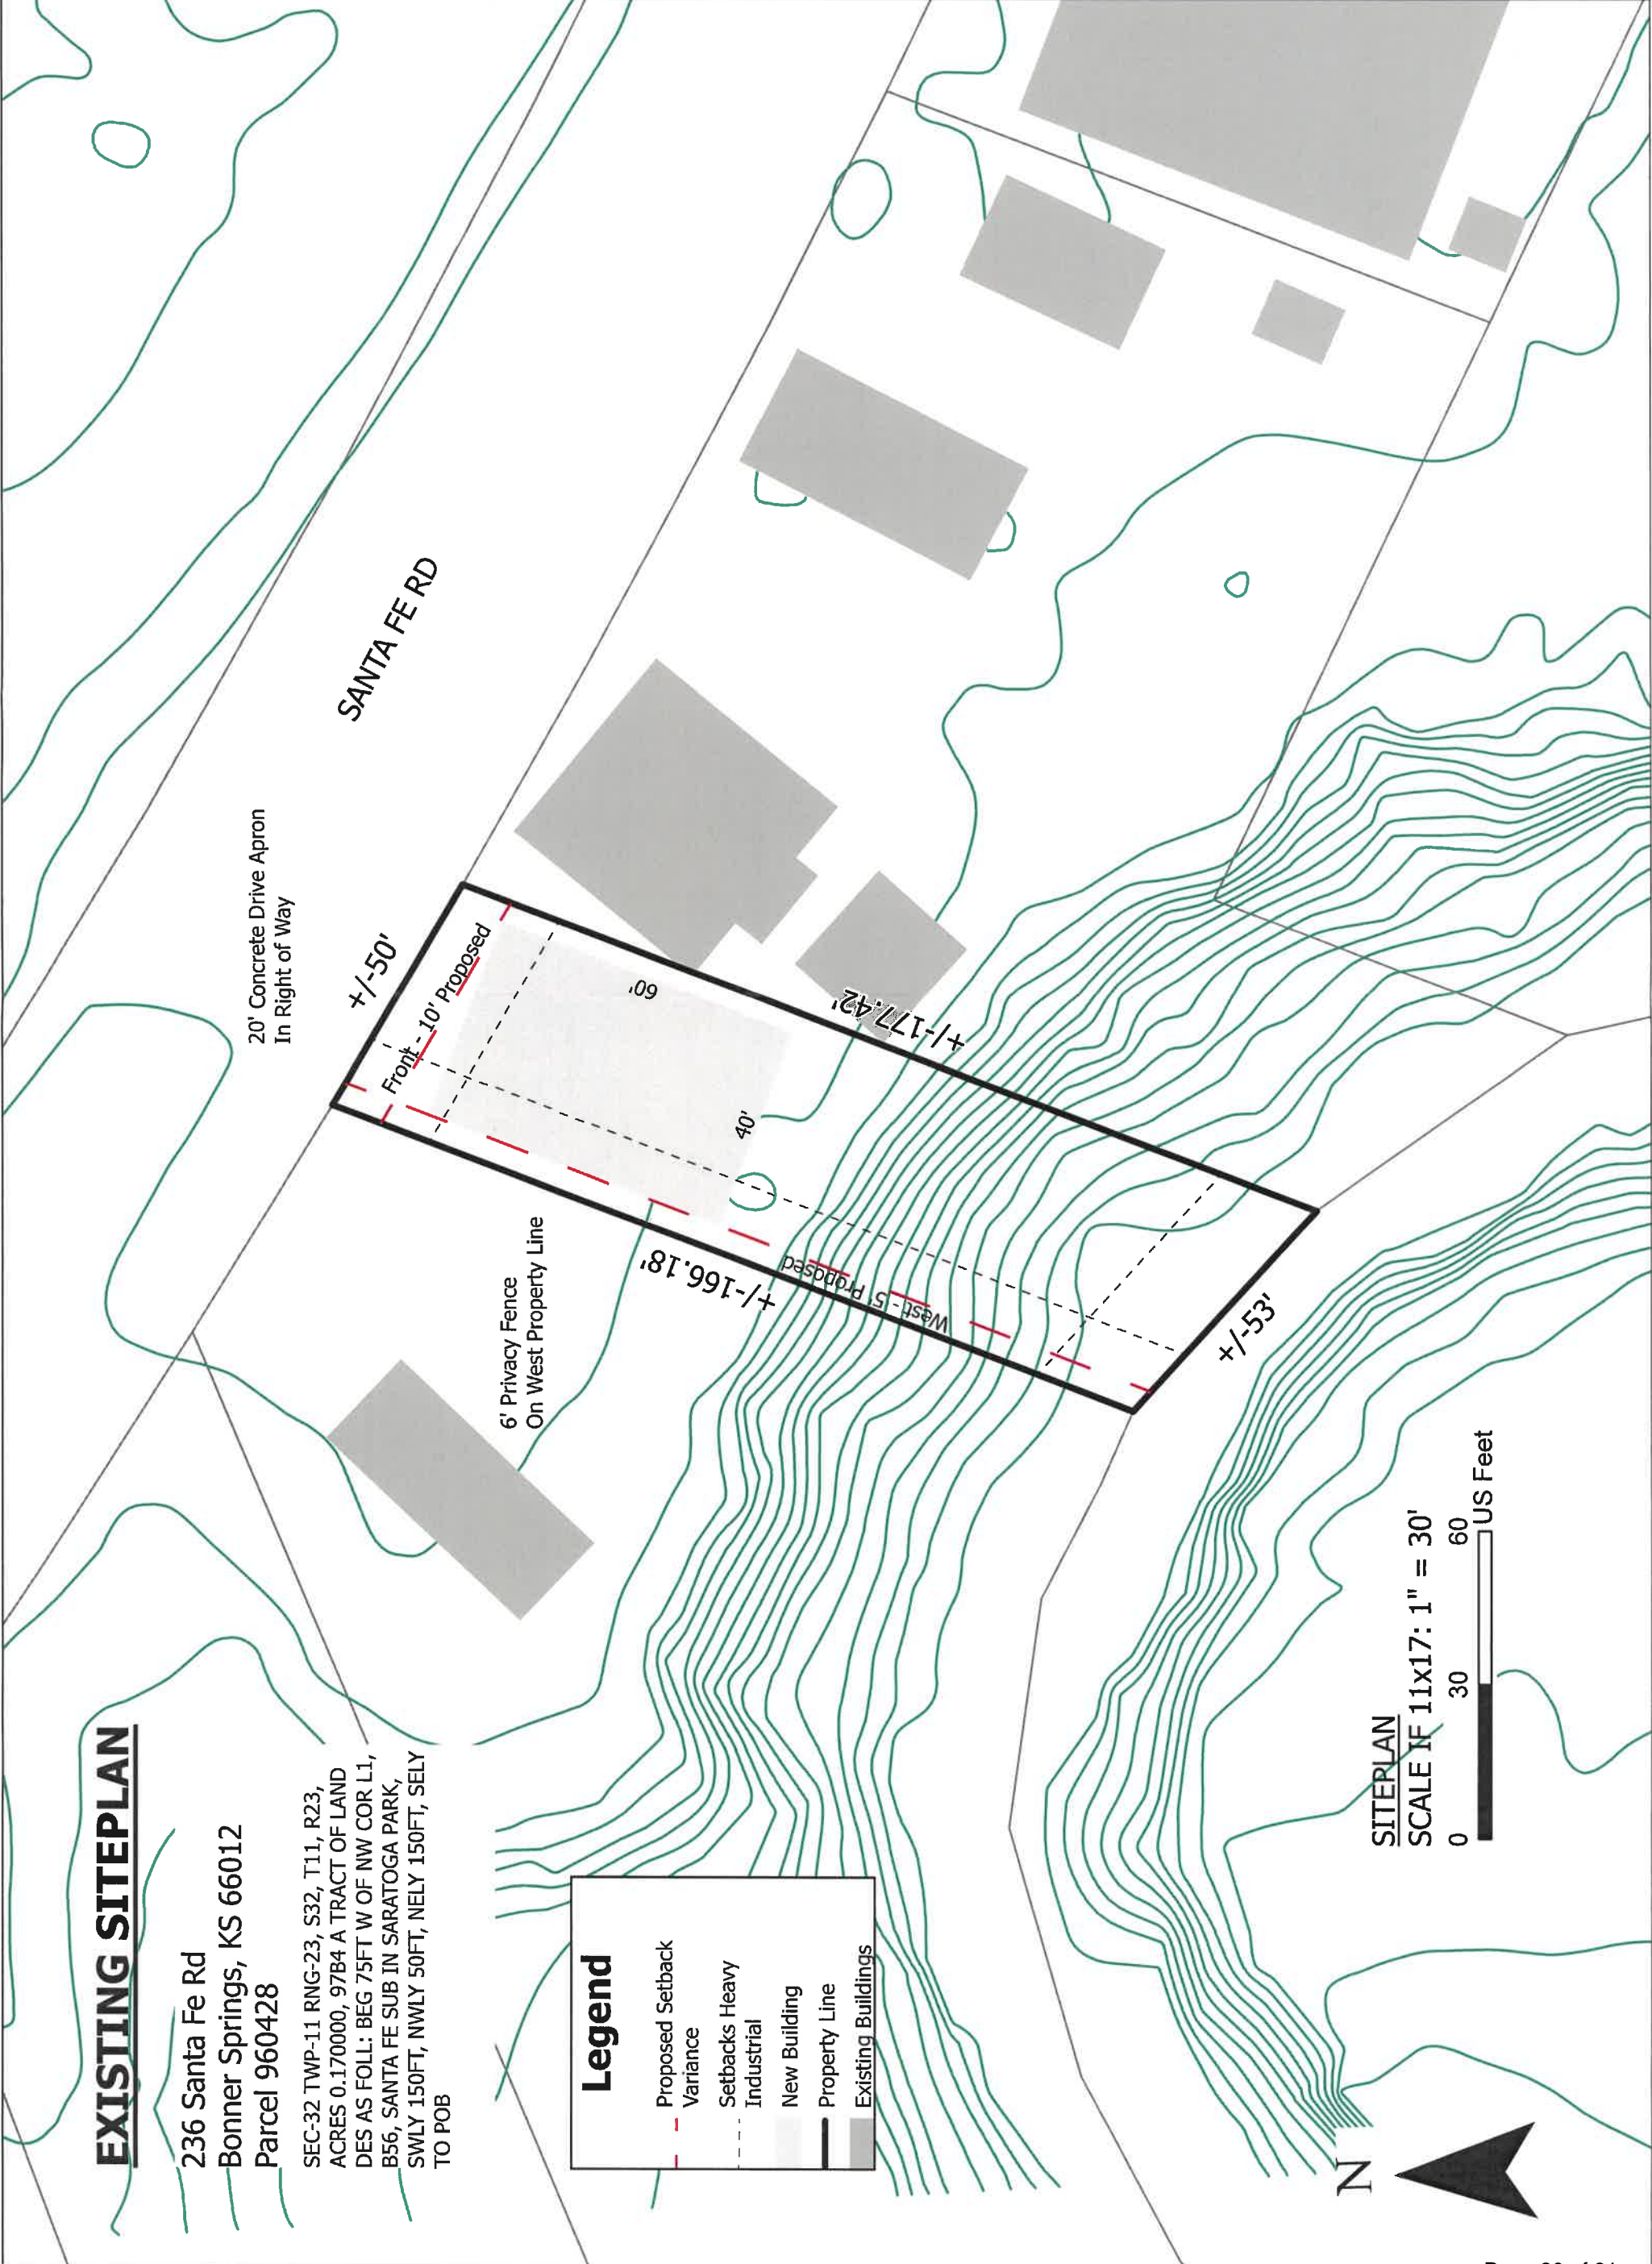 EXISTING SITEPLAN
236 Santa Fe Rd
Bonner Springs, KS 66012
Parcel 960428
SEC-32 TWP-11 RNG-23, S32, T11, R23,
ACRES 0.170000, 97B4 A TRACT OF LAND
DES AS FOLL: BEG 75FT W OF NW COR L1,
B56, SANTA FE SUB IN SARATOGA PARK,
SWLY 150FT, NWLY 50FT, NELY 150FT, SELY
TO POB
20' Concrete Drive Apron
In Right of Way
SANTA FE RD
+/-50'
Front - 10' Proposed
60'
40'
6' Privacy Fence
On West Property Line
+/-166.18'
+/-177.42'
West - 5' Proposed
+/-53'
Legend
Proposed Setback
Variance
Setbacks Heavy
Industrial
New Building
Property Line
Existing Buildings
SITEPLAN
SCALE IF 11x17: 1" = 30'
0 30 60
US Feet
N